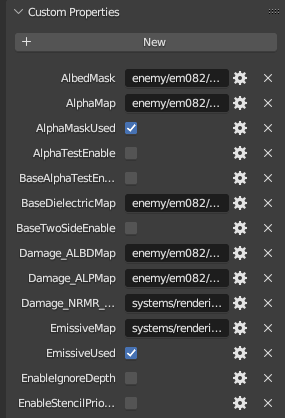 Custom Properties
+ New
AlbedMask enemy/em082/...
AlphaMap enemy/em082/...
AlphaMaskUsed
AlphaTestEnable
BaseAlphaTestEn...
BaseDielectricMap enemy/em082/...
BaseTwoSideEnable
Damage_ALBDMap enemy/em082/...
Damage_ALPMap enemy/em082/...
Damage_NRMR_... systems/renderi...
EmissiveMap systems/renderi...
EmissiveUsed
EnableIgnoreDepth
EnableStencilPrio...